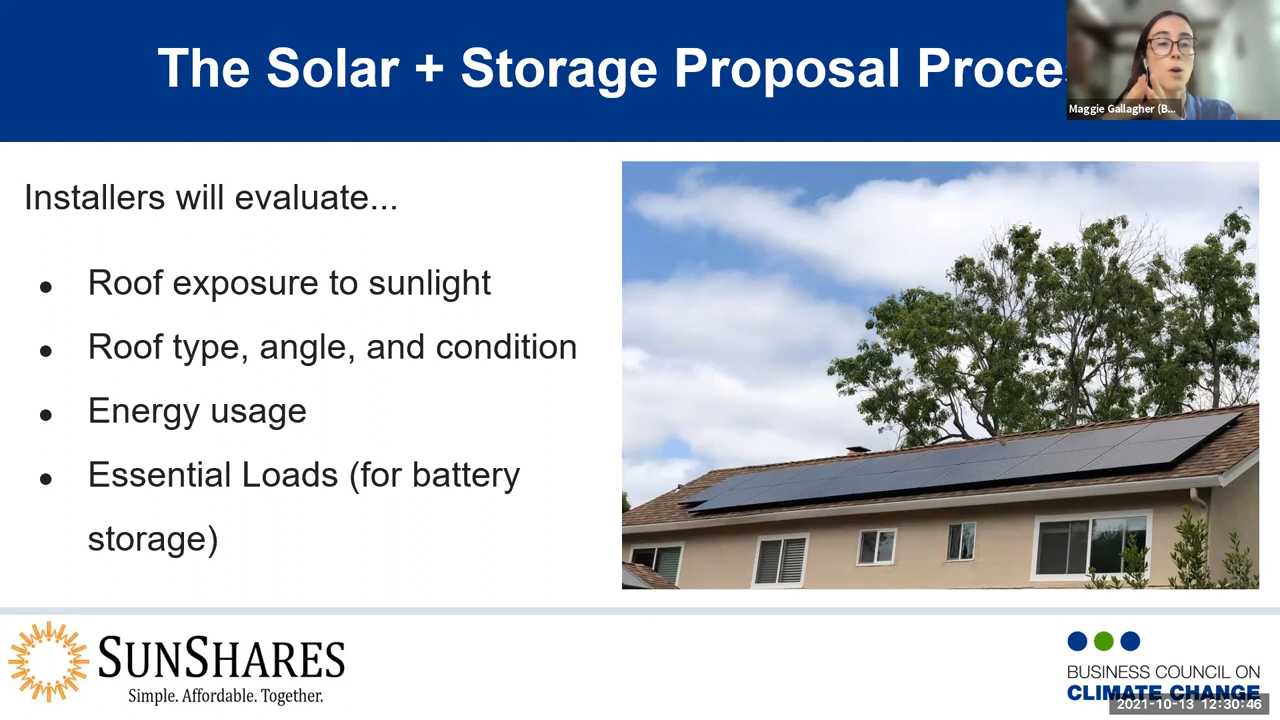 The Solar + Storage Proposal Proces
Maggie Gallagher (B...
Installers will evaluate...
● Roof exposure to sunlight
● Roof type, angle, and condition
● Energy usage
● Essential Loads (for battery
storage)
SUNSHARES
Simple. Affordable. Together.
BUSINESS COUNCIL ON
CLIMATE CHANGE
2021-10-13 12:30:46